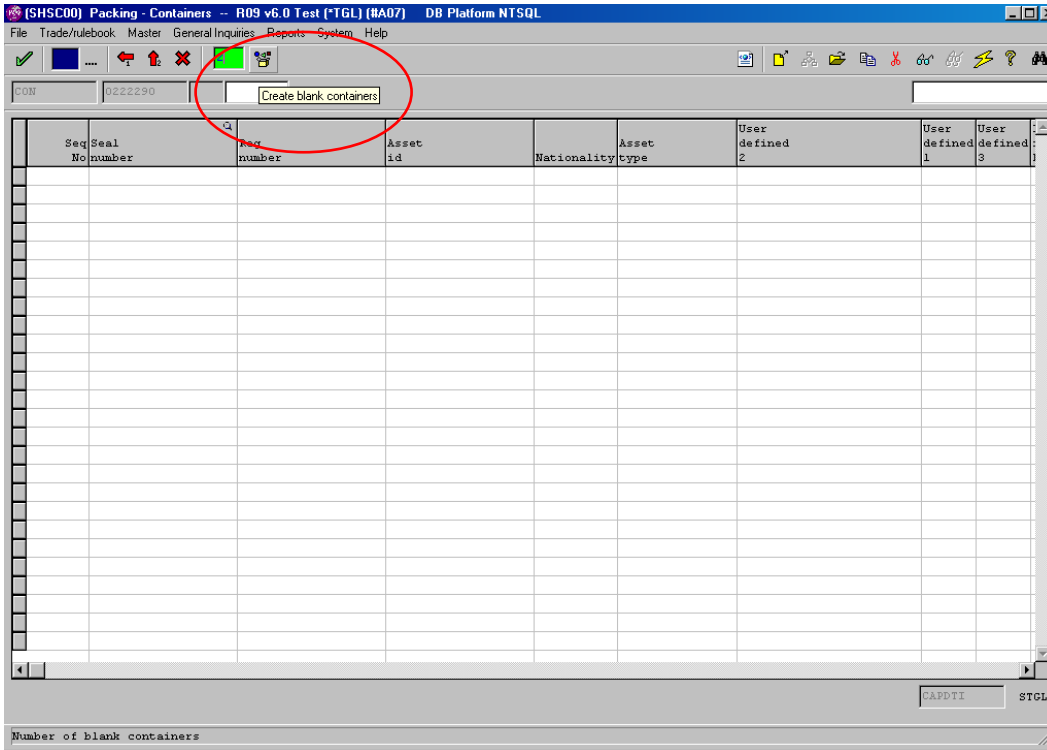 (SHSC00) Packing - Containers -- R09 v6.0 Test (*TGL) (#A07) DB Platform NTSQL
File Trade/rulebook Master General Inquiries Reports System Help
CON 0222290
Create blank containers
Seq No
Seal number
Reg number
Asset id
Nationality
Asset type
User defined 2
User defined 1
User defined 3
CAPDTI STGL
Number of blank containers